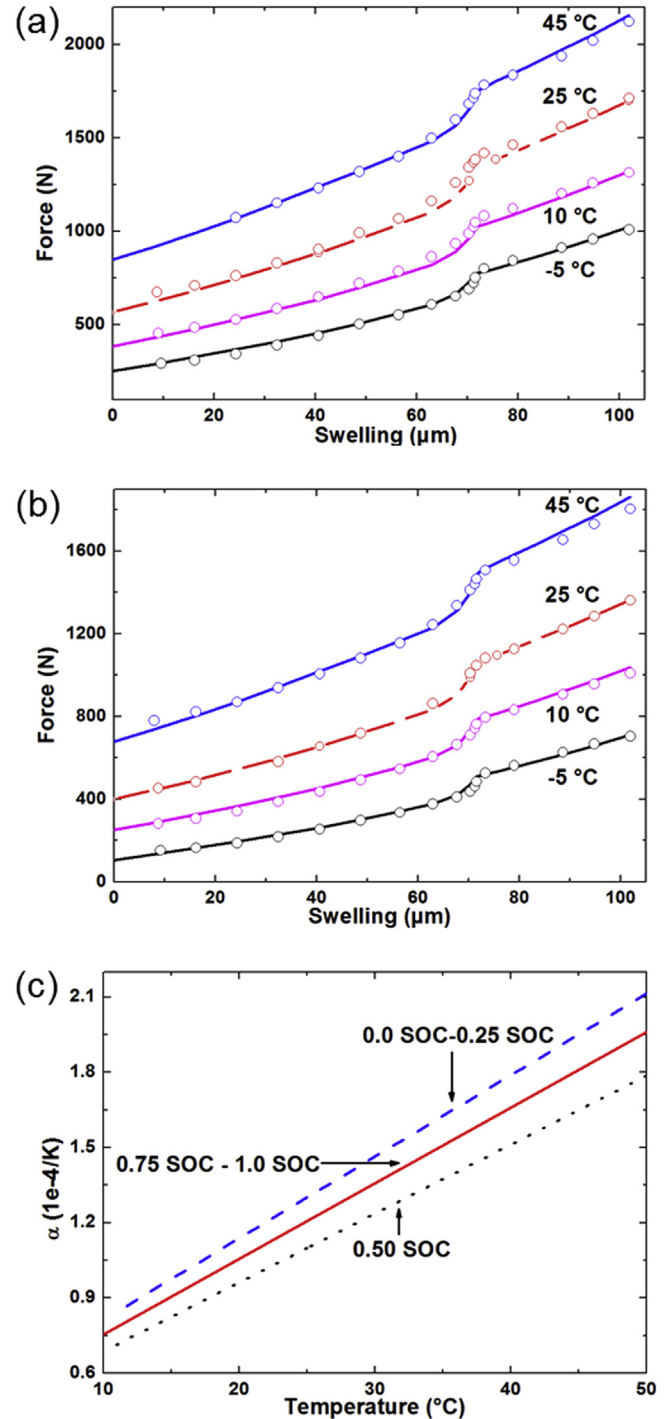 (a)
2000
1500
1000
500
Force (N)
45 °C
25 °C
10 °C
-5 °C
0 20 40 60 80 100
Swelling (μm)
(b)
1600
1200
800
400
0
Force (N)
45 °C
25 °C
10 °C
-5 °C
0 20 40 60 80 100
Swelling (μm)
(c)
2.1
1.8
1.5
1.2
0.9
0.6
α (1e-4/K)
0.0 SOC-0.25 SOC
0.75 SOC - 1.0 SOC
0.50 SOC
10 20 30 40 50
Temperature (°C)